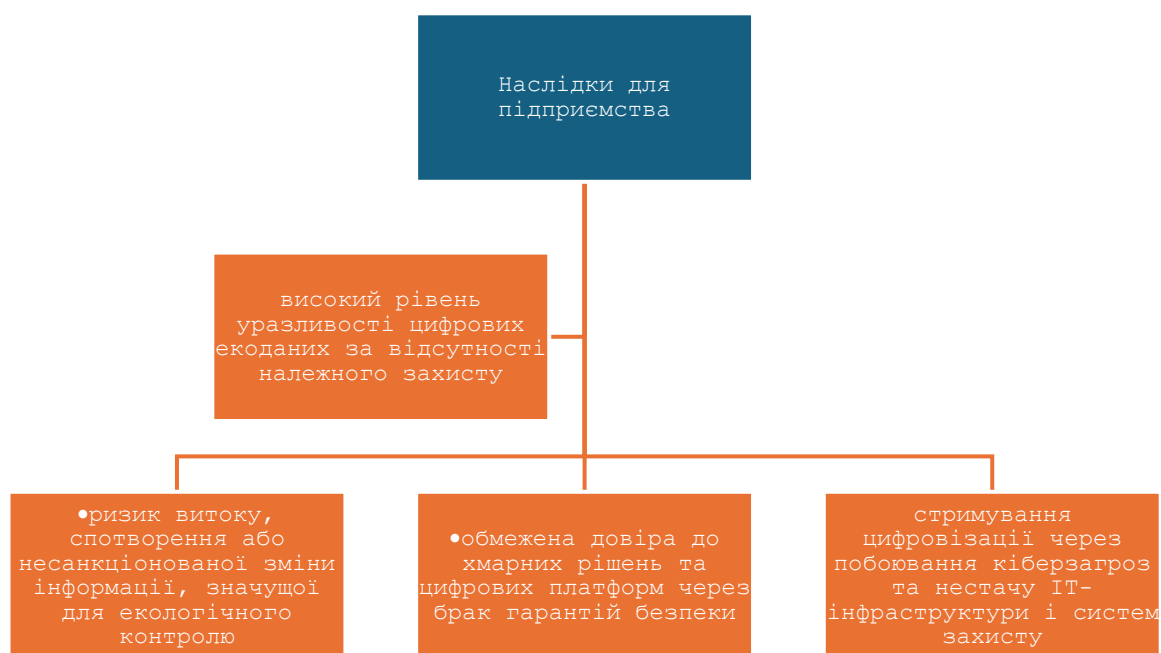 Наслідки для
підприємства
високий рівень
уразливості цифрових
екоданих за відсутності
належного захисту
•ризик витоку,
спотворення або
несанкціонованої зміни
інформації, значущої
для екологічного
контролю
•обмежена довіра до
хмарних рішень та
цифрових платформ через
брак гарантій безпеки
стримування
цифровізації через
побоювання кіберзагроз
та нестачу ІТ-
інфраструктури і систем
захисту